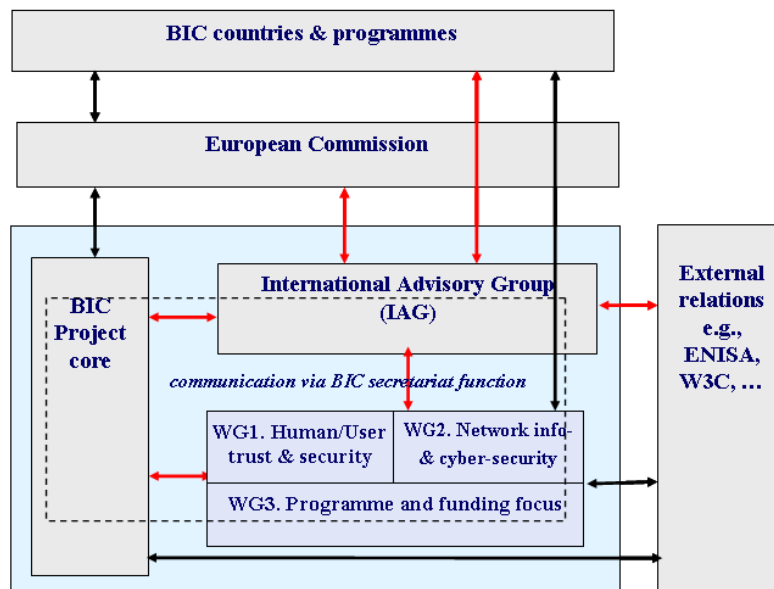 BIC countries & programmes
European Commission
International Advisory Group
(IAG)
BIC
Project
core
External
relations
e.g.,
ENISA,
W3C, ...
communication via BIC secretariat function
WG1. Human/User
trust & security
WG2. Network info-
& cyber-security
WG3. Programme and funding focus